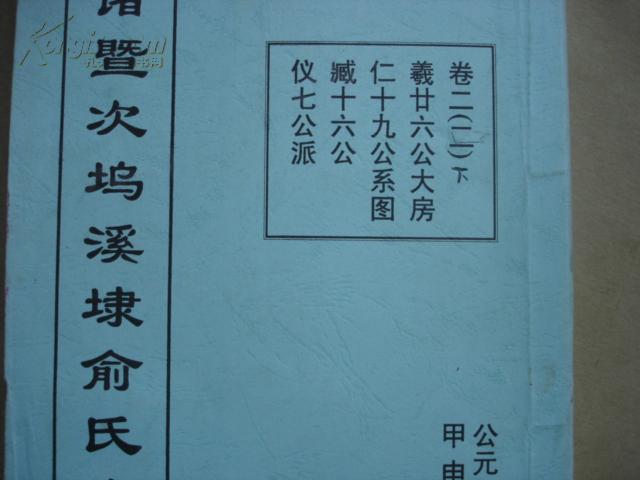 卷二(二)下
羲廿六公大房
仁十九公系图
臧十六公
仪七公派
公元
甲申
诸暨次坞溪埭俞氏